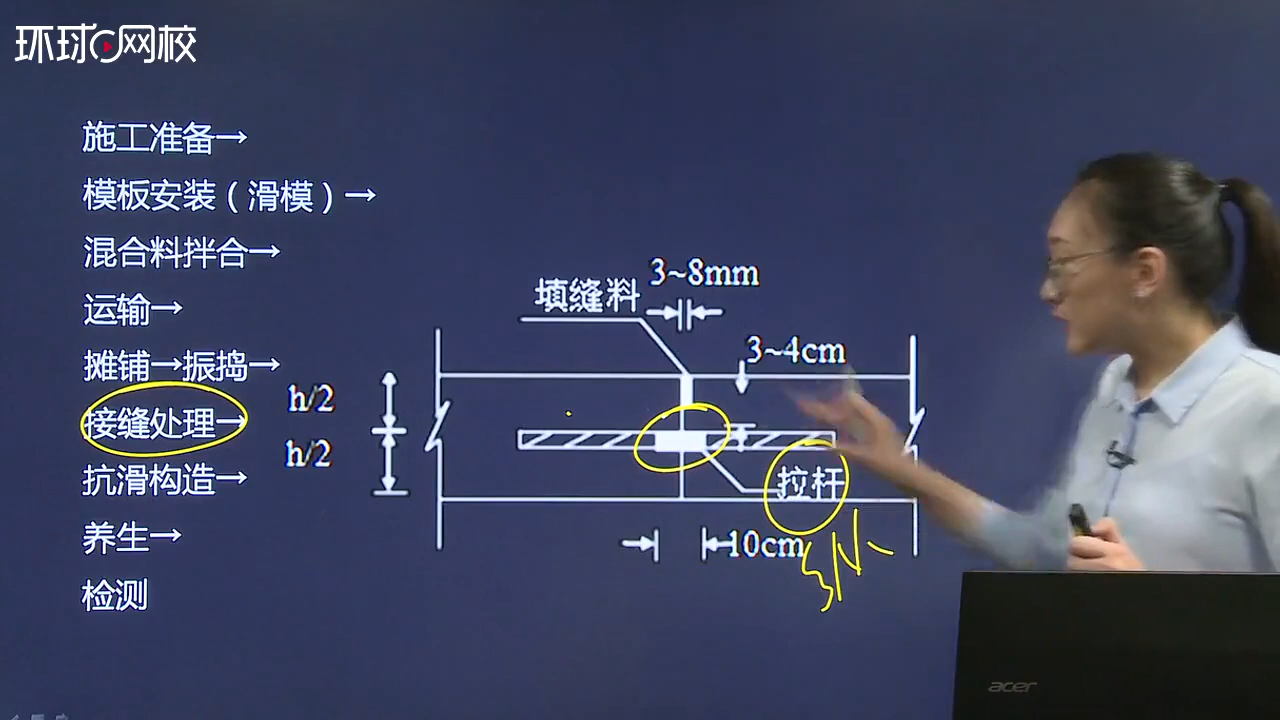 环球网校
施工准备→
模板安装（滑模）→
混合料拌合→
运输→
摊铺→振捣→
接缝处理→
抗滑构造→
养生→
检测
填缝料
3~8mm
3~4cm
h/2
h/2
拉杆
10cm
acer